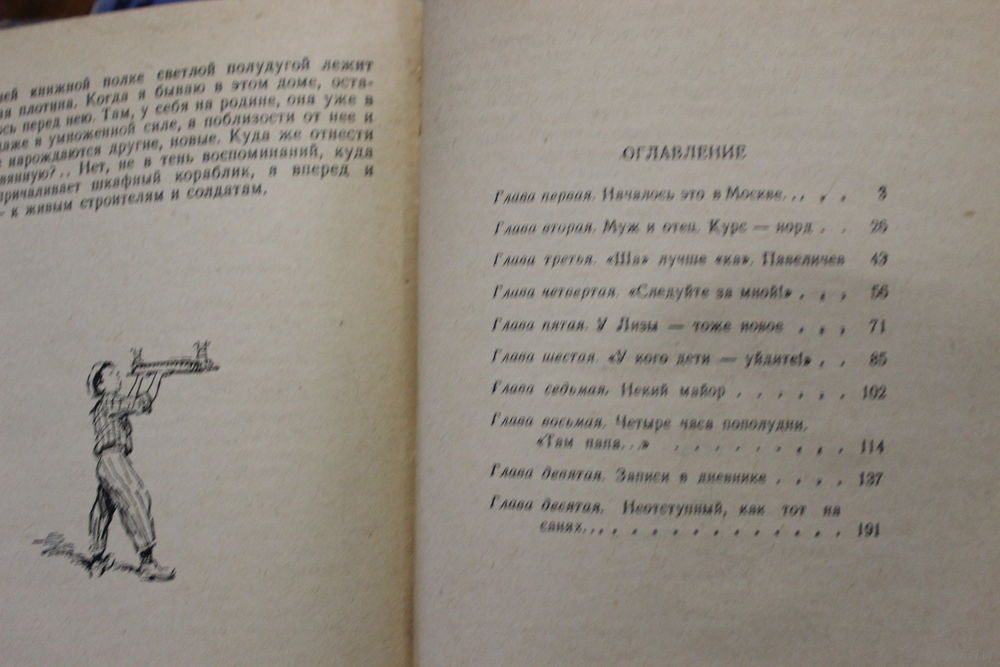 ей книжной полке светлой полудугой лежит
ая плотина. Когда я бываю в этом доме, оста-
сь перед нею. Там, у себя на родине, она уже в
даже в умноженной силе, а поблизости от нее и
нарождаются другие, новые. Куда же отнести
Нет, не в тень воспоминаний, куда
причаливает шкафный кораблик, а вперед и
— к живым строителям и солдатам.
ОГЛАВЛЕНИЕ
Глава первая. Началось это в Москве... . . 3
Глава вторая. Муж и отец. Курс — норд . . 26
Глава третья. «Ша» лучше «ка». Павеличев 43
Глава четвертая. «Следуйте за мной!» . . . 56
Глава пятая. У Лизы — тоже новое . . . 71
Глава шестая. «У кого дети — уйдите!» . . 85
Глава седьмая. Некий майор . . . . . . 102
Глава восьмая. Четыре часа пополудни.
«Там папа...» . . . . . . . . . 114
Глава девятая. Записи в дневнике . . . . 137
Глава десятая. Неотступный, как тот на
санях... . . . . . . . . . . . . 191